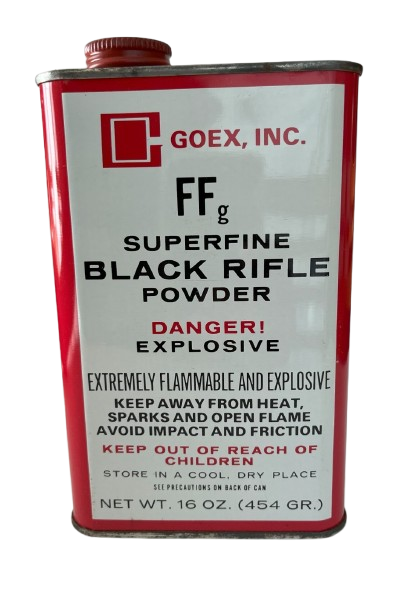 GOEX, INC.
FFg
SUPERFINE
BLACK RIFLE
POWDER
DANGER!
EXPLOSIVE
EXTREMELY FLAMMABLE AND EXPLOSIVE
KEEP AWAY FROM HEAT,
SPARKS AND OPEN FLAME
AVOID IMPACT AND FRICTION
KEEP OUT OF REACH OF
CHILDREN
STORE IN A COOL, DRY PLACE
SEE PRECAUTIONS ON BACK OF CAN
NET WT. 16 OZ. (454 GR.)